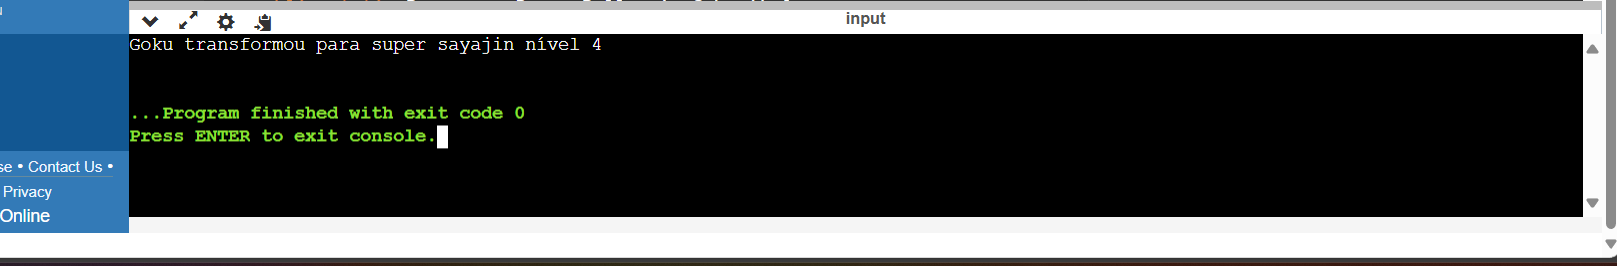 input
Goku transformou para super sayajin nível 4
...Program finished with exit code 0
Press ENTER to exit console.
• Contact Us •
Privacy
Online